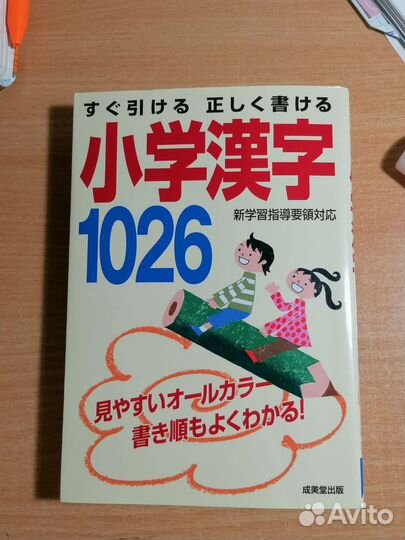 すぐ引ける 正しく書ける
小学漢字
1026
新学習指導要領対応
見やすいオールカラー
書き順もよくわかる!
成美堂出版
Avito